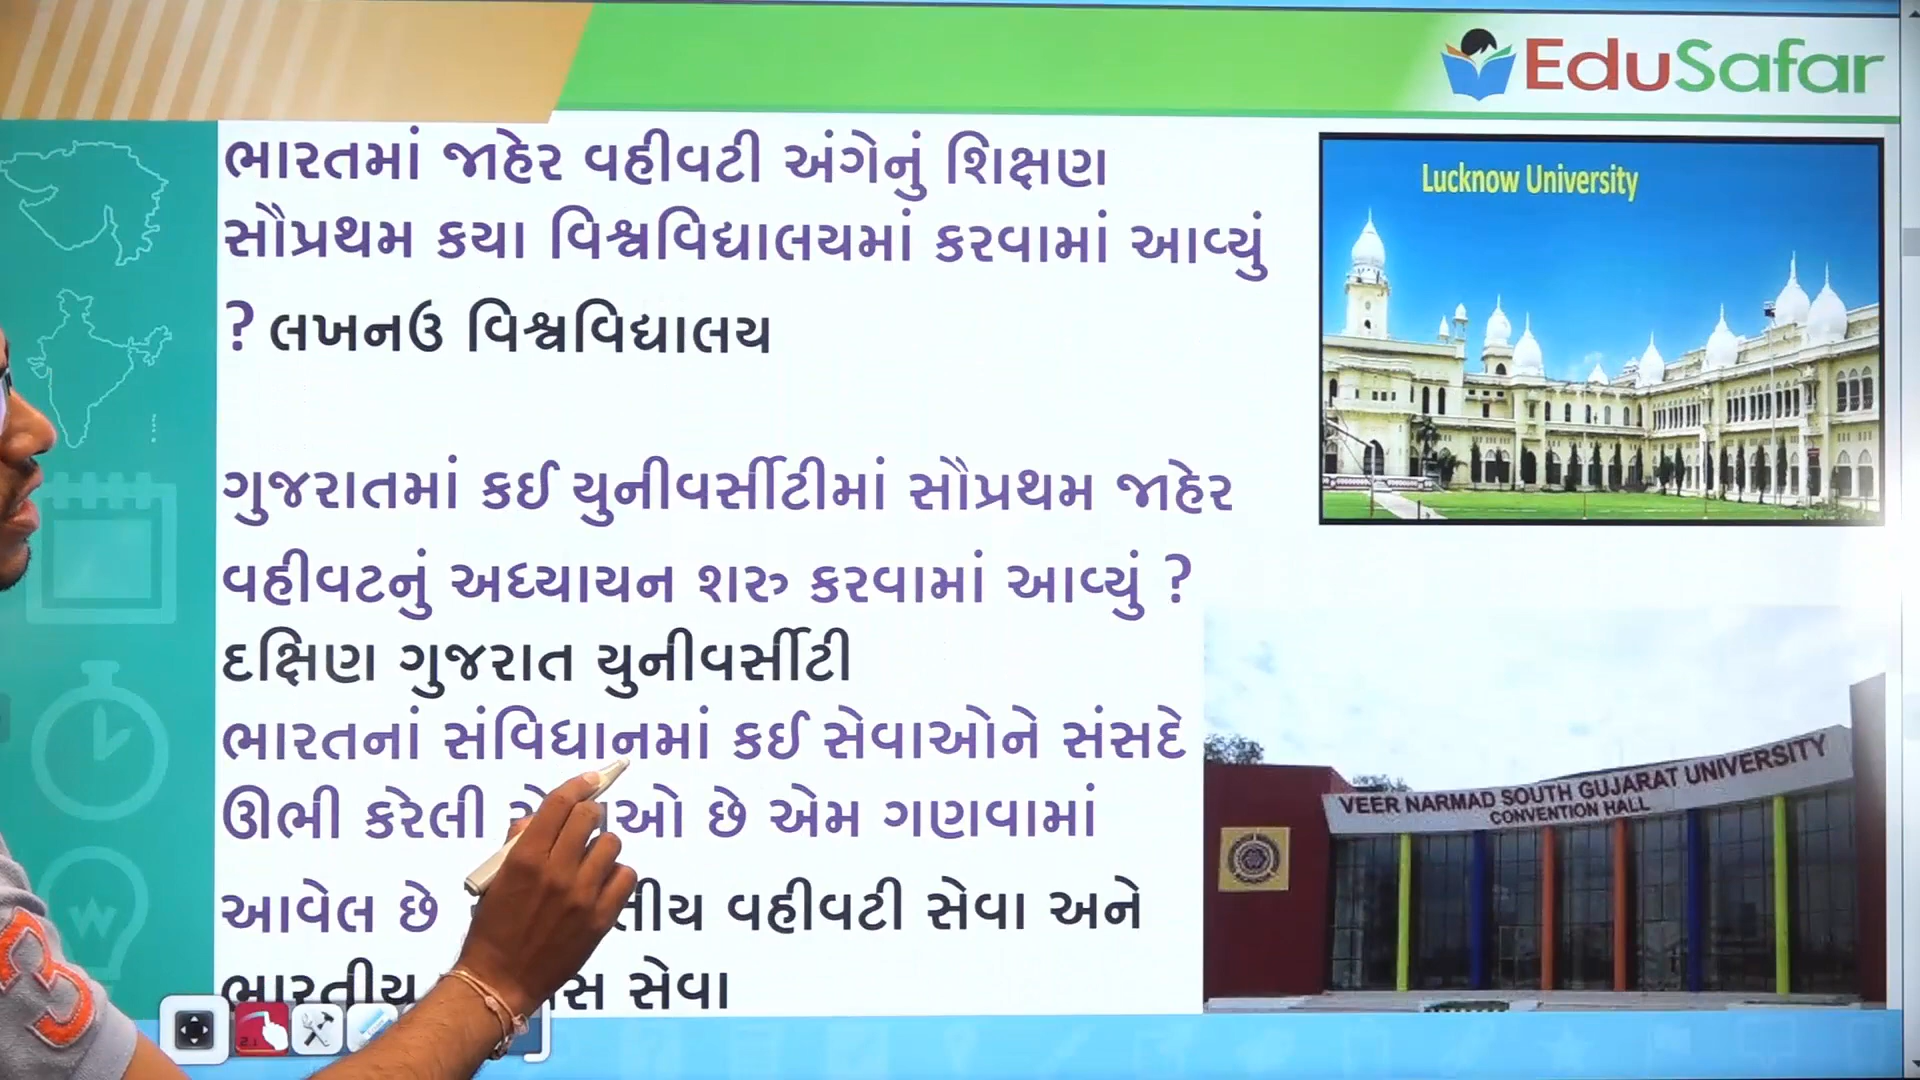 EduSafar
ભારતમાં જાહેર વહીવટી અંગેનું શિક્ષણ
સૌપ્રથમ કયા વિશ્વવિદ્યાલયમાં કરવામાં આવ્યું
? લખનઉ વિશ્વવિદ્યાલય
Lucknow University
ગુજરાતમાં કઈ યુનીવર્સીટીમાં સૌપ્રથમ જાહેર
વહીવટનું અધ્યાયન શરુ કરવામાં આવ્યું ?
દક્ષિણ ગુજરાત યુનીવર્સીટી
ભારતનાં સંવિધાનમાં કઈ સેવાઓને સંસદે
ઊભી કરેલી છે એમ ગણવામાં
આવેલ છે વહીવટી સેવા અને
ભારતીય સેવા
VEER NARMAD SOUTH GUJARAT UNIVERSITY
CONVENTION HALL